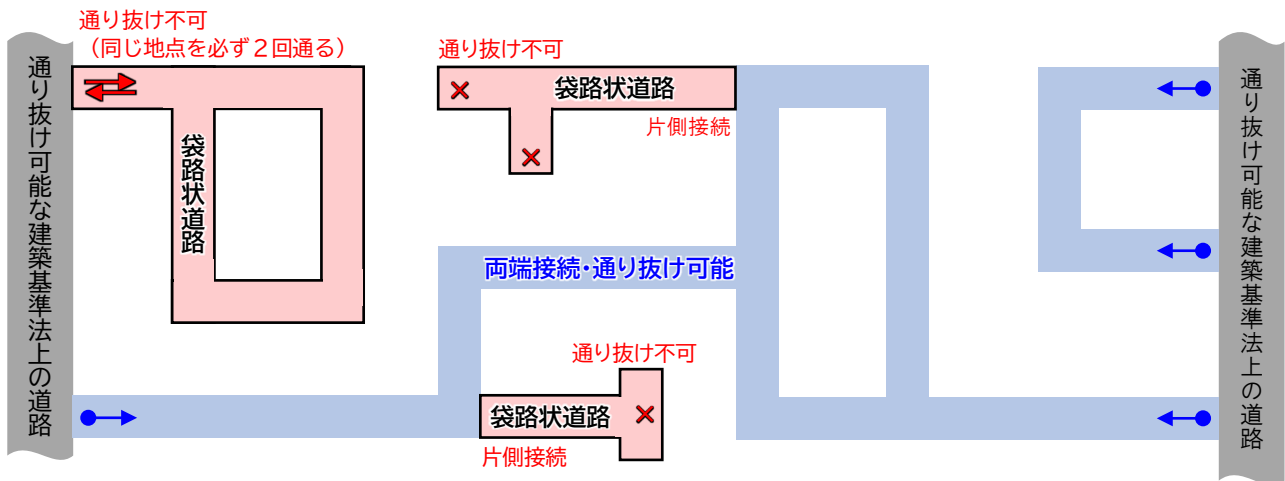 通り抜け不可
（同じ地点を必ず２回通る）
通り抜け可能な建築基準法上の道路
袋路状道路
通り抜け不可
袋路状道路
片側接続
両端接続・通り抜け可能
通り抜け不可
袋路状道路
片側接続
通り抜け可能な建築基準法上の道路